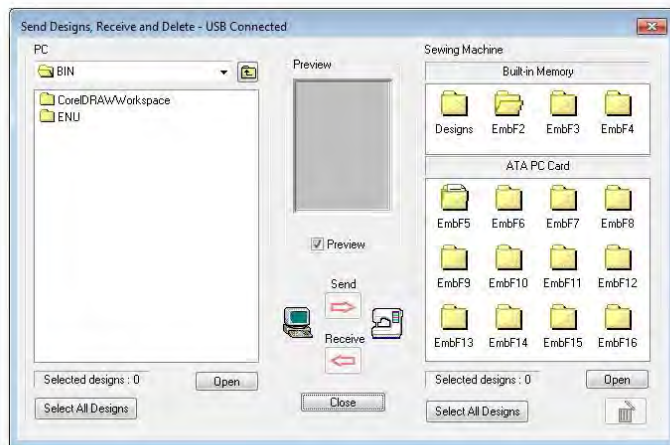 Send Designs, Receive and Delete - USB Connected
PC
BIN
CorelDRAWWorkspace
ENU
Selected designs : 0
Open
Select All Designs
Preview
Preview
Send
Receive
Close
Sewing Machine
Built-in Memory
Designs EmbF2 EmbF3 EmbF4
ATA PC Card
EmbF5 EmbF6 EmbF7 EmbF8
EmbF9 EmbF10 EmbF11 EmbF12
EmbF13 EmbF14 EmbF15 EmbF16
Selected designs : 0
Open
Select All Designs